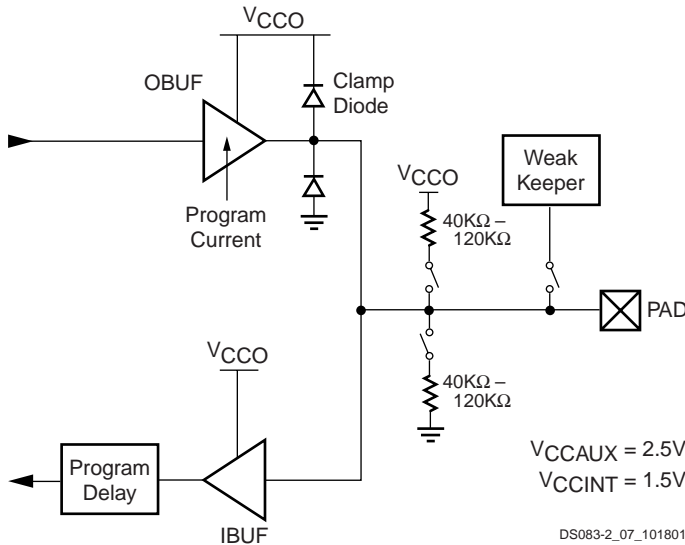 VCCO
OBUF
Clamp
Diode
Program
Current
VCCO
40KΩ –
120KΩ
Weak
Keeper
PAD
40KΩ –
120KΩ
VCCO
Program
Delay
IBUF
VCCAUX = 2.5V
VCCINT = 1.5V
DS083-2_07_101801